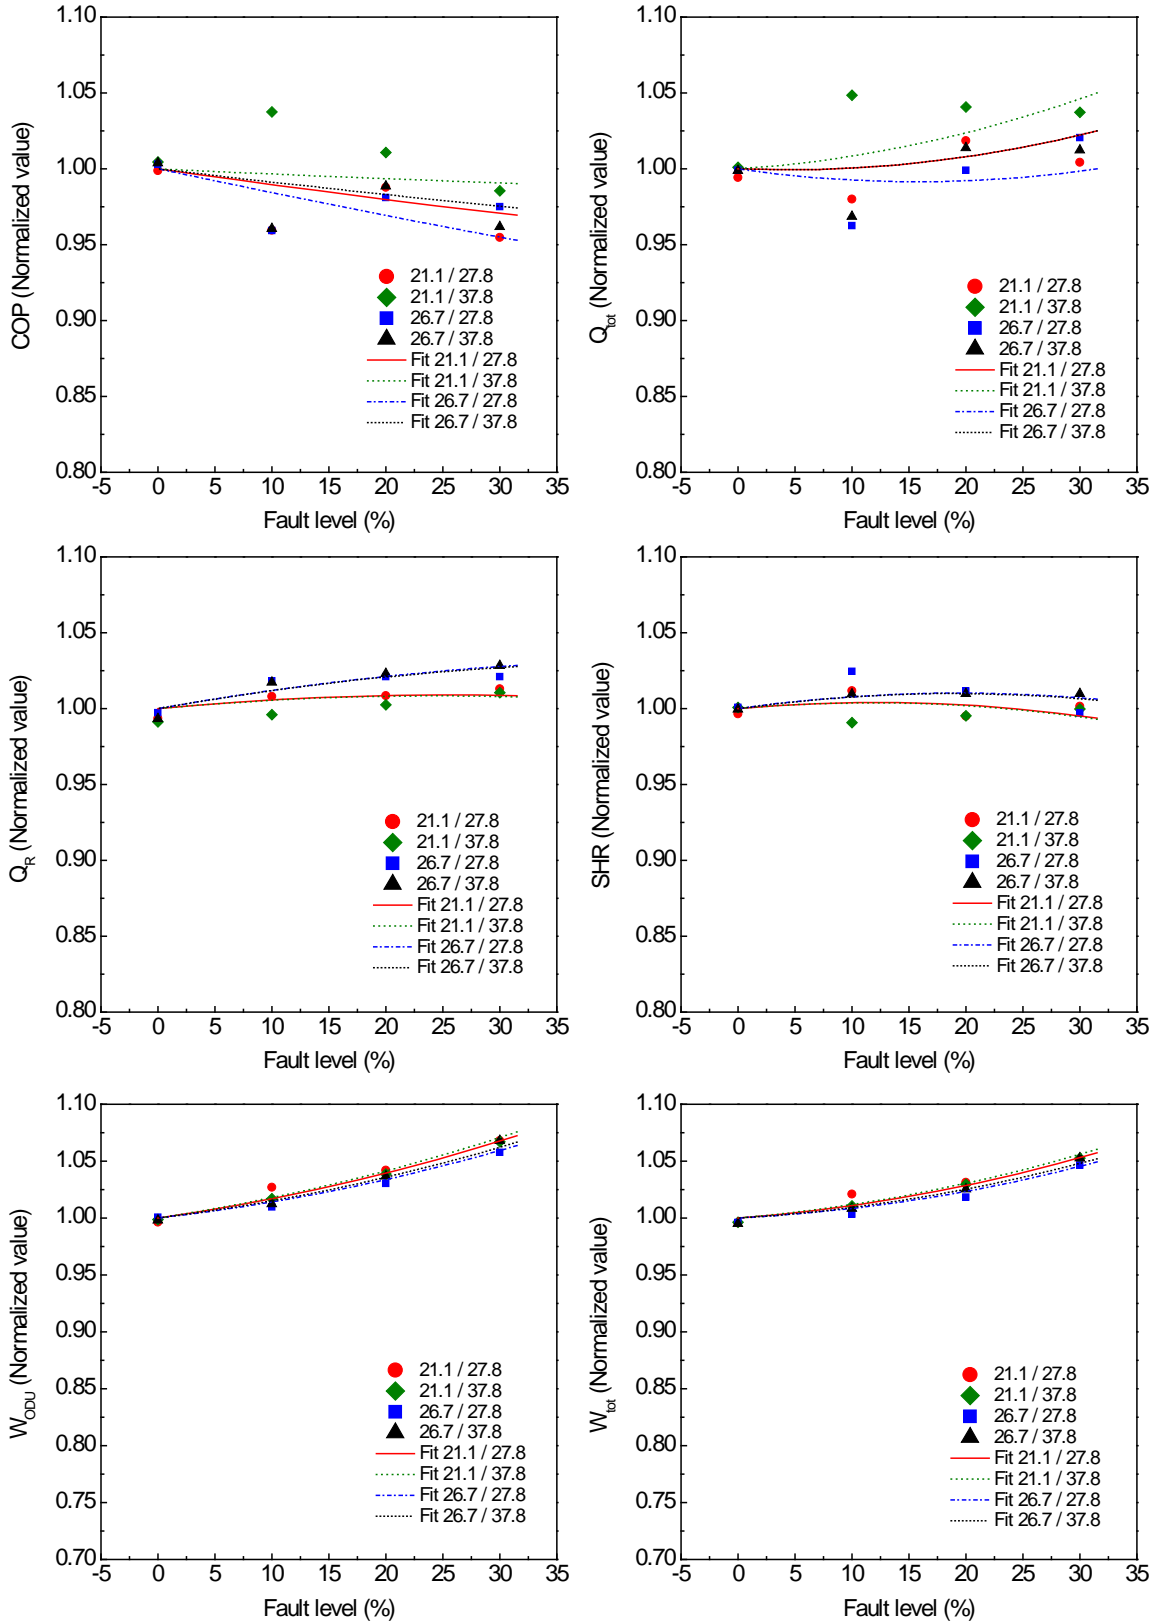 1.10
1.05
1.00
0.95
0.90
0.85
0.80
COP (Normalized value)
21.1 / 27.8
21.1 / 37.8
26.7 / 27.8
26.7 / 37.8
Fit 21.1 / 27.8
Fit 21.1 / 37.8
Fit 26.7 / 27.8
Fit 26.7 / 37.8
-5 0 5 10 15 20 25 30 35
Fault level (%)
1.10
1.05
1.00
0.95
0.90
0.85
0.80
Qtot (Normalized value)
21.1 / 27.8
21.1 / 37.8
26.7 / 27.8
26.7 / 37.8
Fit 21.1 / 27.8
Fit 21.1 / 37.8
Fit 26.7 / 27.8
Fit 26.7 / 37.8
-5 0 5 10 15 20 25 30 35
Fault level (%)
1.10
1.05
1.00
0.95
0.90
0.85
0.80
QR (Normalized value)
21.1 / 27.8
21.1 / 37.8
26.7 / 27.8
26.7 / 37.8
Fit 21.1 / 27.8
Fit 21.1 / 37.8
Fit 26.7 / 27.8
Fit 26.7 / 37.8
-5 0 5 10 15 20 25 30 35
Fault level (%)
1.10
1.05
1.00
0.95
0.90
0.85
0.80
SHR (Normalized value)
21.1 / 27.8
21.1 / 37.8
26.7 / 27.8
26.7 / 37.8
Fit 21.1 / 27.8
Fit 21.1 / 37.8
Fit 26.7 / 27.8
Fit 26.7 / 37.8
-5 0 5 10 15 20 25 30 35
Fault level (%)
1.10
1.05
1.00
0.95
0.90
0.85
0.80
0.75
0.70
WODU (Normalized value)
21.1 / 27.8
21.1 / 37.8
26.7 / 27.8
26.7 / 37.8
Fit 21.1 / 27.8
Fit 21.1 / 37.8
Fit 26.7 / 27.8
Fit 26.7 / 37.8
-5 0 5 10 15 20 25 30 35
Fault level (%)
1.10
1.05
1.00
0.95
0.90
0.85
0.80
0.75
0.70
Wtot (Normalized value)
21.1 / 27.8
21.1 / 37.8
26.7 / 27.8
26.7 / 37.8
Fit 21.1 / 27.8
Fit 21.1 / 37.8
Fit 26.7 / 27.8
Fit 26.7 / 37.8
-5 0 5 10 15 20 25 30 35
Fault level (%)